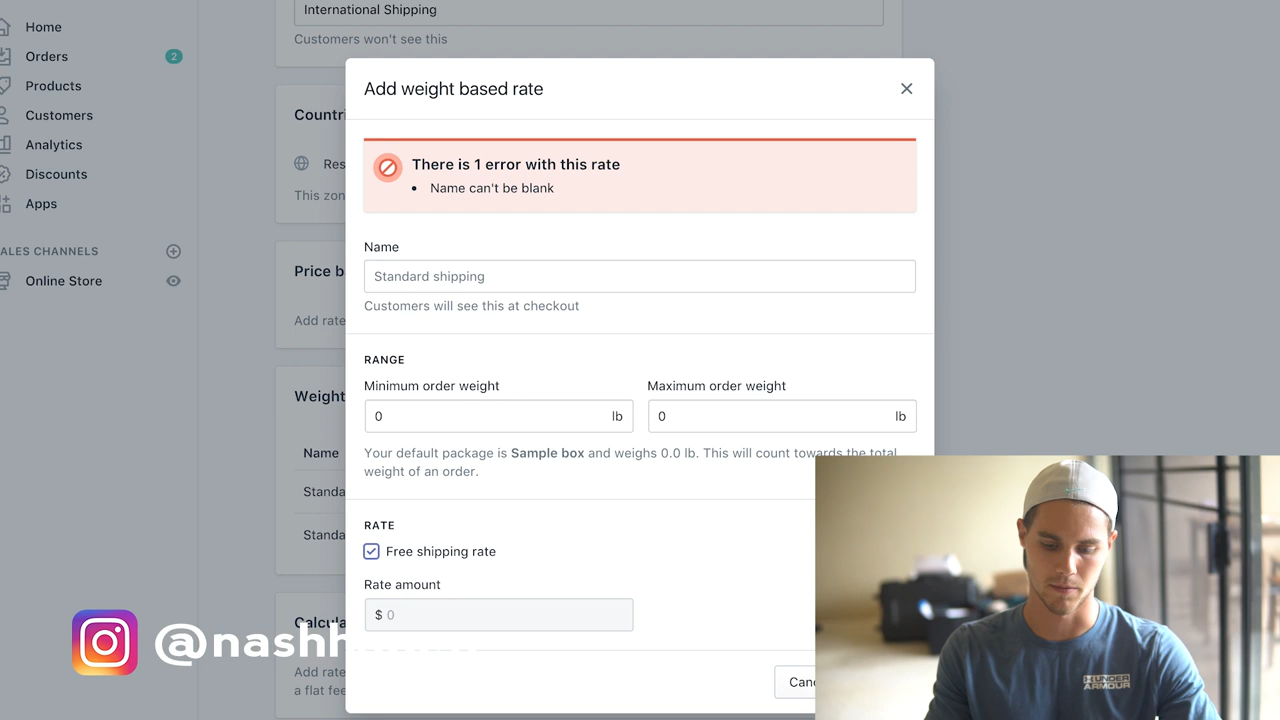 International Shipping
Customers won't see this
Home
Orders
2
Products
Customers
Analytics
Discounts
Apps
ALES CHANNELS
Online Store
Countri
Res
This zon
Price b
Add rate
Weight
Name
Standa
Standa
Calcula
Add rate
a flat fee
Add weight based rate
There is 1 error with this rate
Name can't be blank
Name
Standard shipping
Customers will see this at checkout
RANGE
Minimum order weight
Maximum order weight
0 lb
0 lb
Your default package is Sample box and weighs 0.0 lb. This will count towards the total
weight of an order.
RATE
Free shipping rate
Rate amount
$ 0
Canc
@nashh
UNDER
ARMOUR